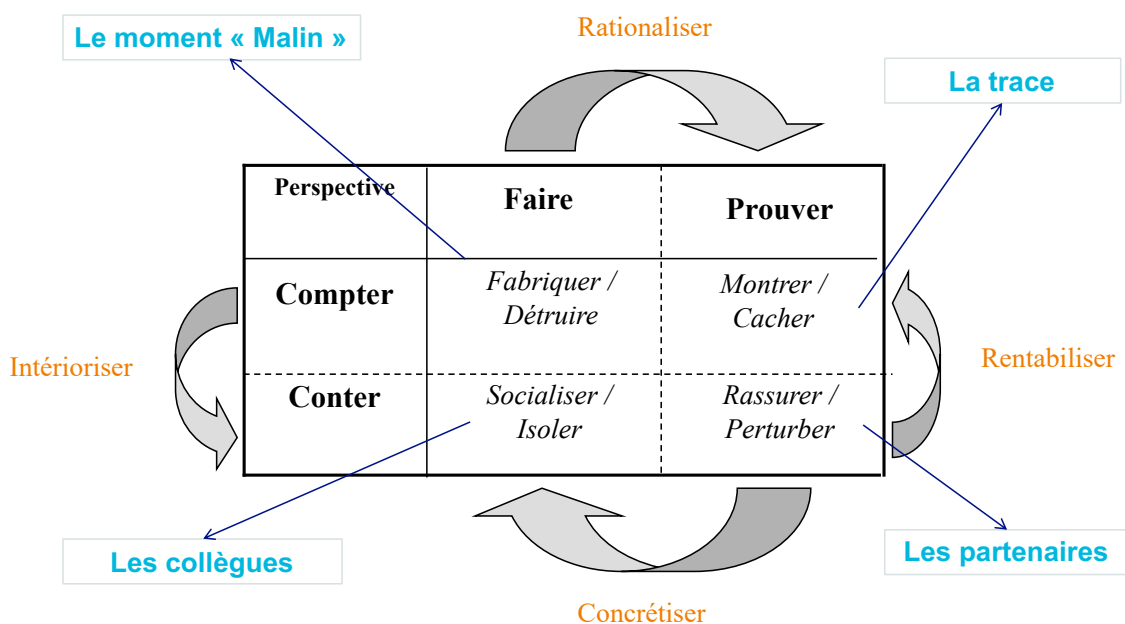 Rationaliser
Le moment « Malin »
La trace
Perspective
Faire
Prouver
Compter
Fabriquer /
Détruire
Montrer /
Cacher
Intérioriser
Rentabiliser
Conter
Socialiser /
Isoler
Rassurer /
Perturber
Les collègues
Les partenaires
Concrétiser